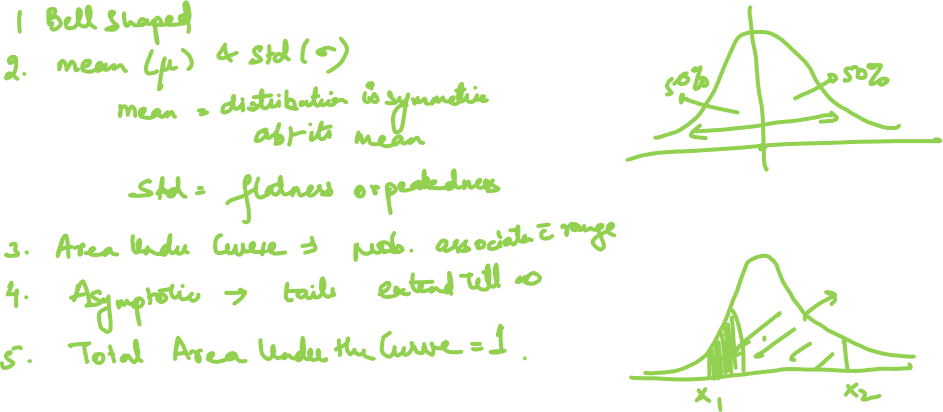 1 Bell Shaped
2. mean (μ) & Std (σ)
mean = distribution is symmetric
abt its mean
Std = flatness or peakedness
3. Area Under Curve ⇒ prob. associate c̄ range
4. Asymptotic → tails extend till ∞
5. Total Area Under the Curve = 1.
50% 50%
x₁ x₂